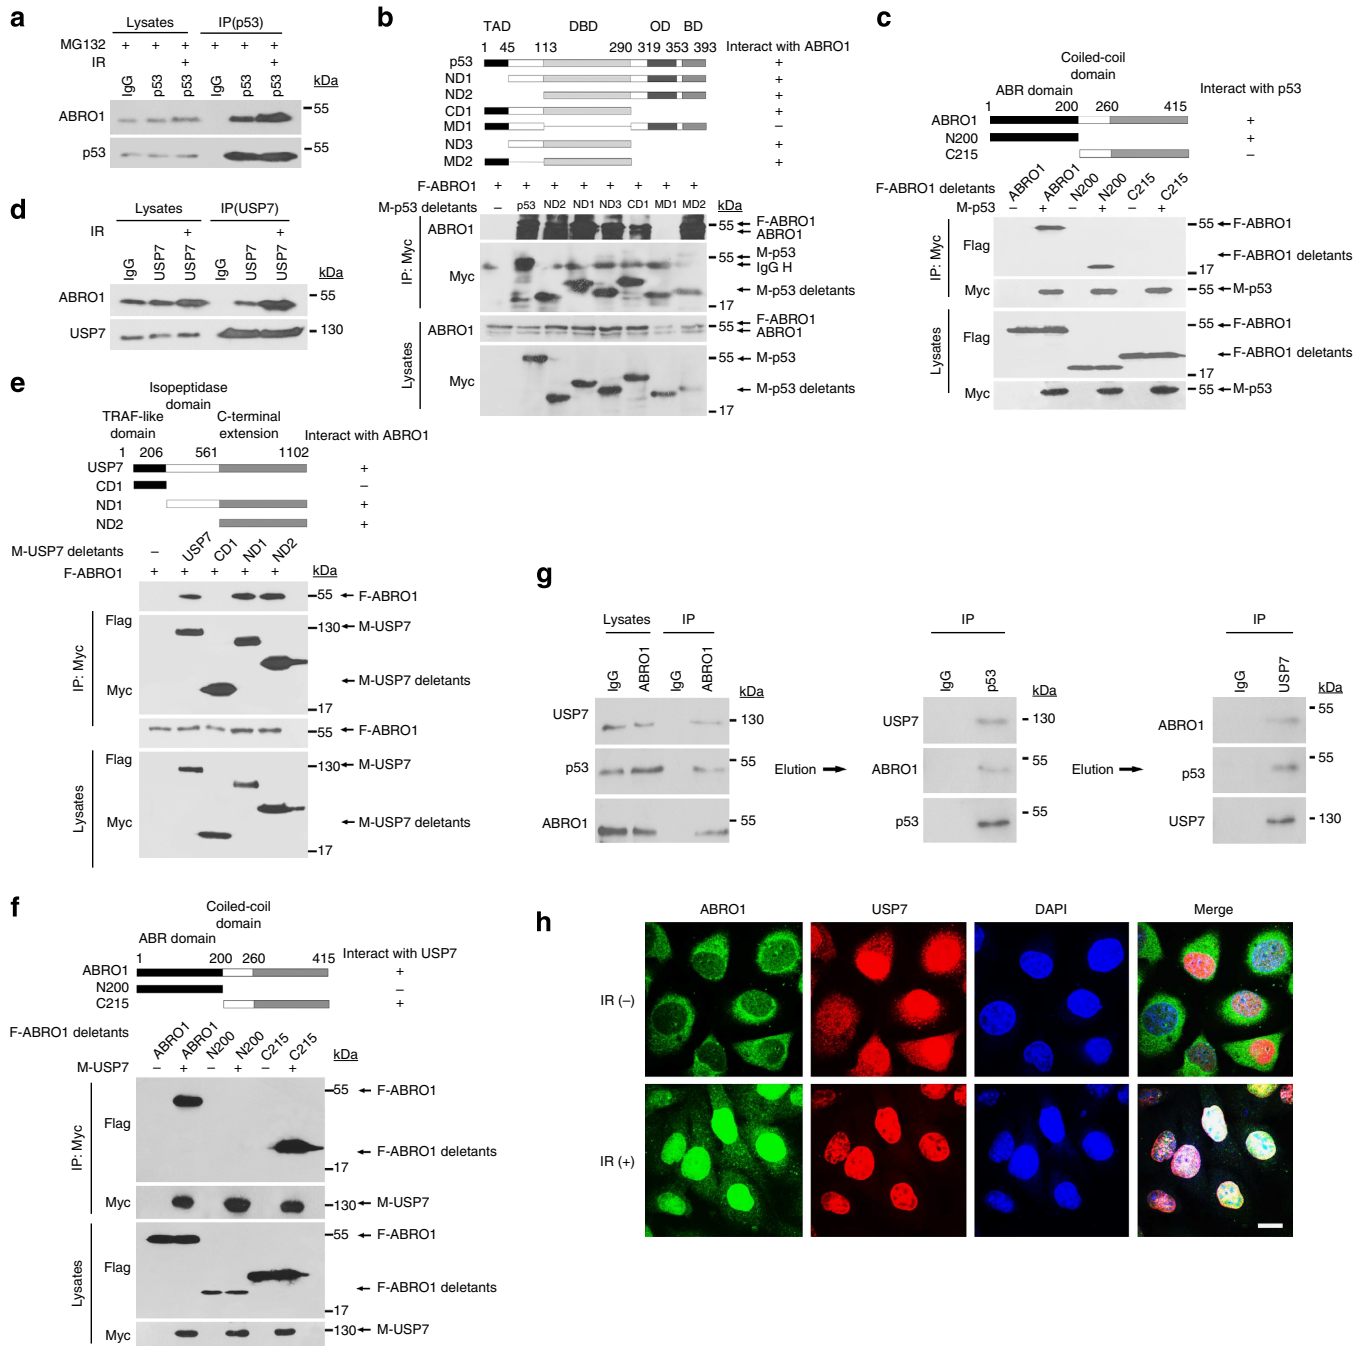 a
Lysates IP(p53)
MG132 + + + + + +
IR + +
IgG p53 p53 IgG p53 p53 kDa
ABRO1 55
p53 55
b
TAD DBD OD BD
1 45 113 290 319 353 393 Interact with ABRO1
p53 +
ND1 +
ND2 +
CD1 +
MD1 –
ND3 +
MD2 +
F-ABRO1 + + + + + + + +
M-p53 deletants – p53 ND2 ND1 ND3 CD1 MD1 MD2 kDa
IP: Myc
ABRO1 55 F-ABRO1
ABRO1
Myc 55 M-p53
IgG H
M-p53 deletants
17
Lysates
ABRO1 55 F-ABRO1
ABRO1
Myc 55 M-p53
M-p53 deletants
17
c
Coiled-coil
domain
ABR domain Interact with p53
1 200 260 415
ABRO1 +
N200 +
C215 –
F-ABRO1 deletants ABRO1 ABRO1 N200 N200 C215 C215
M-p53 – + – + – + kDa
IP: Myc
Flag 55 F-ABRO1
F-ABRO1 deletants
17
Myc 55 M-p53
Lysates
Flag 55 F-ABRO1
F-ABRO1 deletants
17
Myc 55 M-p53
d
Lysates IP(USP7)
IR + +
IgG USP7 USP7 IgG USP7 USP7 kDa
ABRO1 55
USP7 130
e
Isopeptidase
domain
TRAF-like
domain
C-terminal
extension
Interact with ABRO1
1 206 561 1102
USP7 +
CD1 –
ND1 +
ND2 +
M-USP7 deletants – USP7 CD1 ND1 ND2
F-ABRO1 + + + + + kDa
IP: Myc
55 F-ABRO1
Flag 130 M-USP7
Myc M-USP7 deletants
17
Lysates
55 F-ABRO1
Flag 130 M-USP7
Myc M-USP7 deletants
17
f
Coiled-coil
domain
ABR domain Interact with USP7
1 200 260 415
ABRO1 +
N200 –
C215 +
F-ABRO1 deletants ABRO1 ABRO1 N200 N200 C215 C215 kDa
M-USP7 – + – + – +
IP: Myc
55 F-ABRO1
Flag
F-ABRO1 deletants
17
Myc 130 M-USP7
Lysates
55 F-ABRO1
Flag
F-ABRO1 deletants
17
Myc 130 M-USP7
g
Lysates IP
IgG ABRO1 IgG ABRO1 kDa
USP7 130
p53 55
ABRO1 55
Elution
IP
IgG p53 kDa
USP7 130
ABRO1 55
p53 55
Elution
IP
IgG USP7 kDa
ABRO1 55
p53 55
USP7 130
h
ABRO1 USP7 DAPI Merge
IR (–)
IR (+)